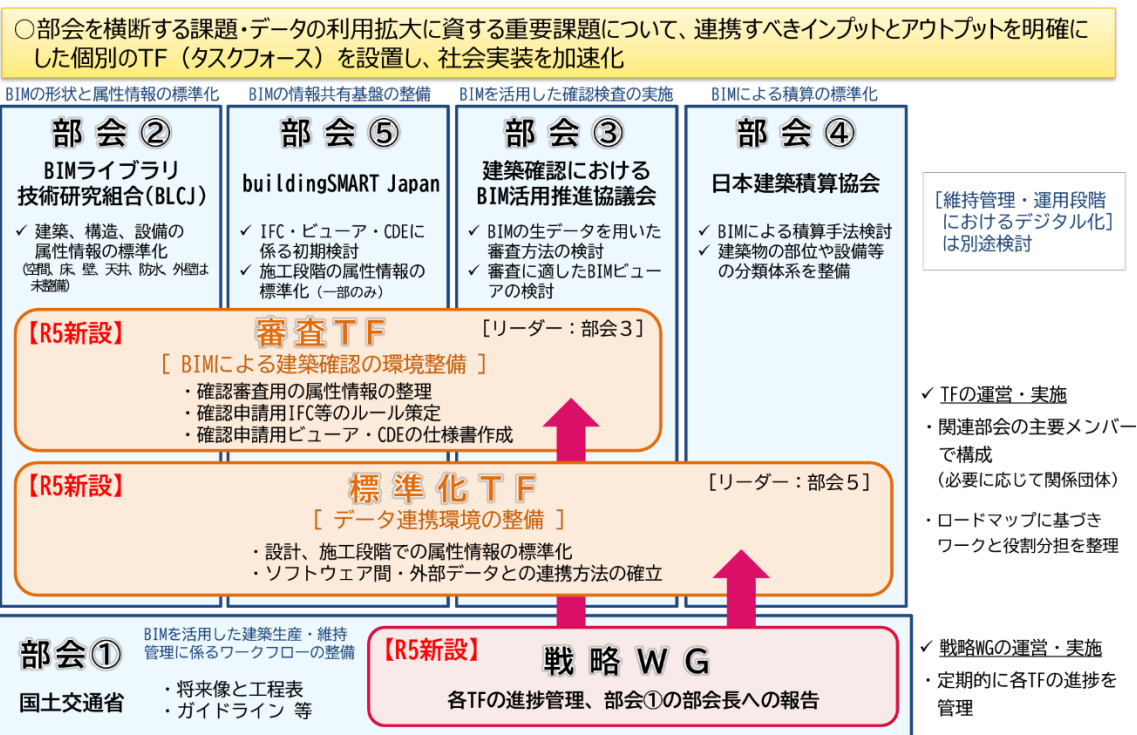 ○部会を横断する課題・データの利用拡大に資する重要課題について、連携すべきインプットとアウトプットを明確に
した個別のTF（タスクフォース）を設置し、社会実装を加速化
BIMの形状と属性情報の標準化
部会②
BIMライブラリ
技術研究組合(BLCJ)
✓ 建築、構造、設備の
属性情報の標準化
(空間、床、壁、天井、防水、外壁は
未整備)
BIMの情報共有基盤の整備
部会⑤
buildingSMART Japan
✓ IFC・ビューア・CDEに
係る初期検討
✓ 施工段階の属性情報の
標準化（一部のみ）
BIMを活用した確認検査の実施
部会③
建築確認における
BIM活用推進協議会
✓ BIMの生データを用いた
審査方法の検討
✓ 審査に適したBIMビュー
アの検討
BIMによる積算の標準化
部会④
日本建築積算協会
✓ BIMによる積算手法検討
✓ 建築物の部位や設備等
の分類体系を整備
［維持管理・運用段階
におけるデジタル化］
は別途検討
【R5新設】
審査TF
［リーダー：部会３］
［ BIMによる建築確認の環境整備 ］
・確認審査用の属性情報の整理
・確認申請用IFC等のルール策定
・確認申請用ビューア・CDEの仕様書作成
【R5新設】
標準化TF
［リーダー：部会５］
［ データ連携環境の整備 ］
・設計、施工段階での属性情報の標準化
・ソフトウェア間・外部データとの連携方法の確立
✓ TFの運営・実施
・関連部会の主要メンバー
で構成
（必要に応じて関係団体）
・ロードマップに基づき
ワークと役割分担を整理
部会①
国土交通省
BIMを活用した建築生産・維持
管理に係るワークフローの整備
・将来像と工程表
・ガイドライン 等
【R5新設】
戦略WG
各TFの進捗管理、部会①の部会長への報告
✓ 戦略WGの運営・実施
・定期的に各TFの進捗を
管理